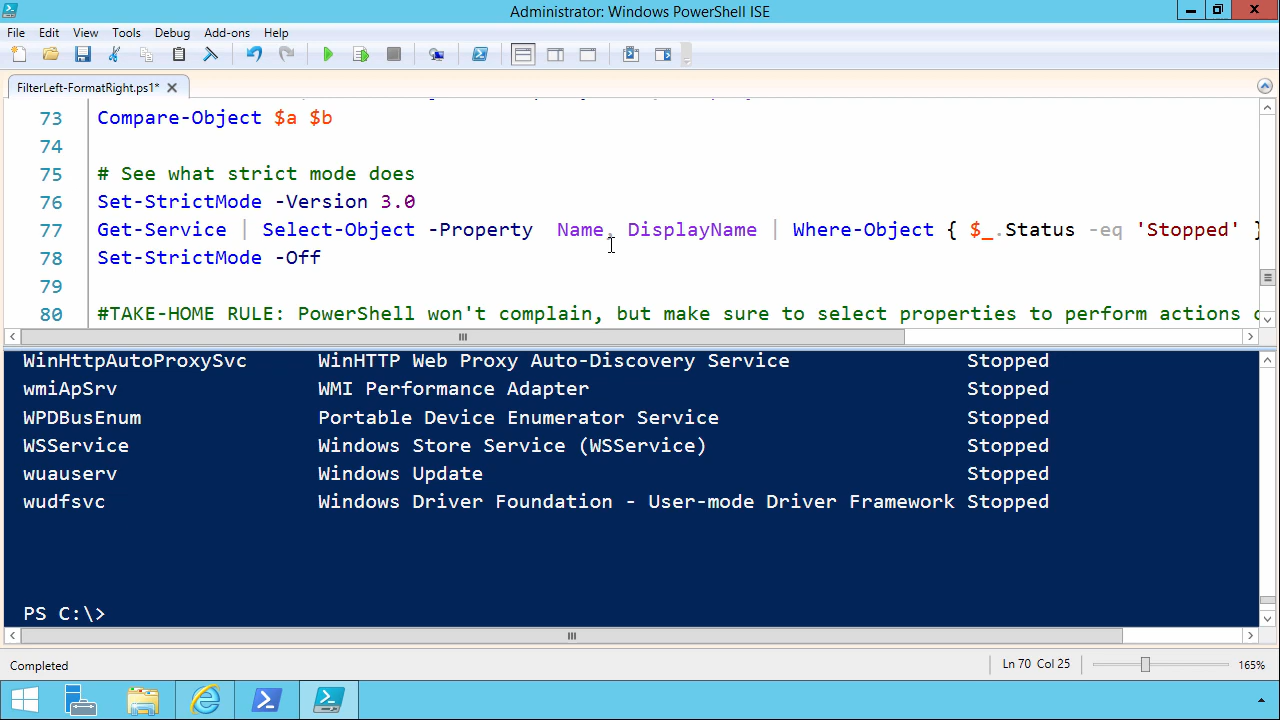 Administrator: Windows PowerShell ISE
File Edit View Tools Debug Add-ons Help
FilterLeft-FormatRight.ps1*
73 Compare-Object $a $b
74
75 # See what strict mode does
76 Set-StrictMode -Version 3.0
77 Get-Service | Select-Object -Property  Name, DisplayName | Where-Object { $_.Status -eq 'Stopped' }
78 Set-StrictMode -Off
79
80 #TAKE-HOME RULE: PowerShell won't complain, but make sure to select properties to perform actions
WinHttpAutoProxySvc WinHTTP Web Proxy Auto-Discovery Service Stopped
wmiApSrv WMI Performance Adapter Stopped
WPDBusEnum Portable Device Enumerator Service Stopped
WSService Windows Store Service (WSService) Stopped
wuauserv Windows Update Stopped
wudfsvc Windows Driver Foundation - User-mode Driver Framework Stopped
PS C:\>
Completed Ln 70 Col 25 165%